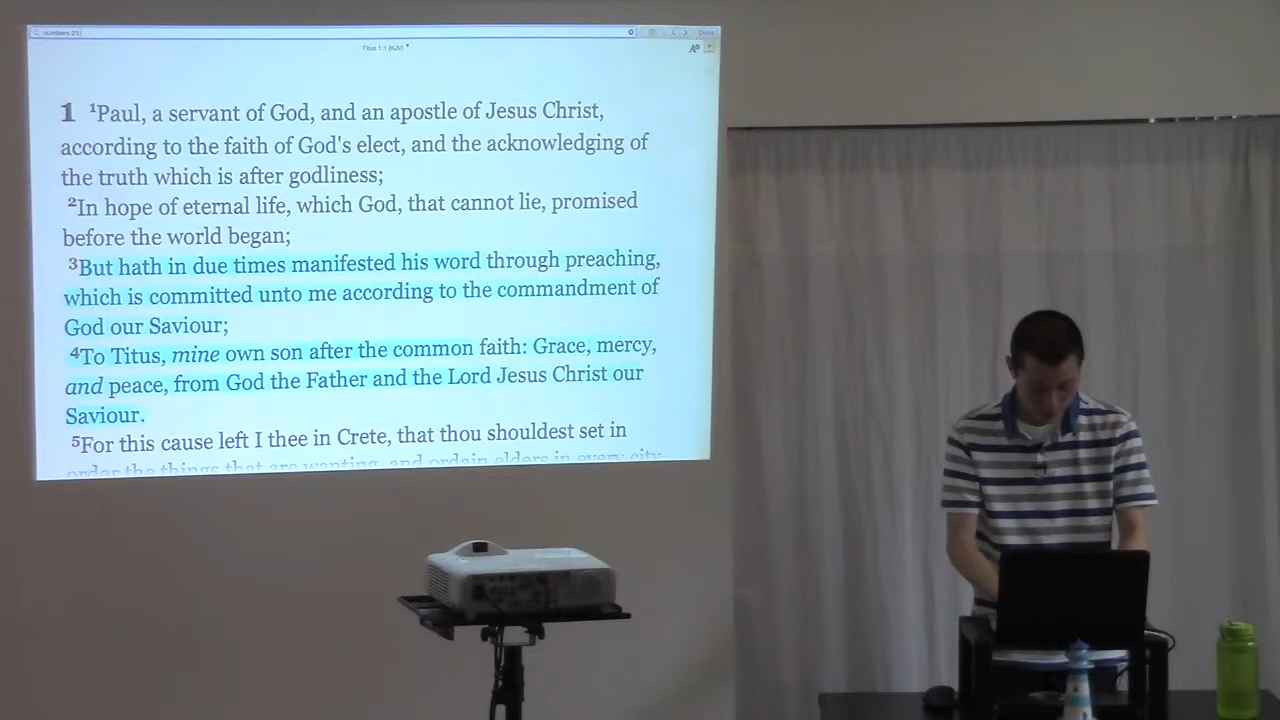 numbers 23
Titus 1:1 (KJV)
1 1Paul, a servant of God, and an apostle of Jesus Christ,
according to the faith of God's elect, and the acknowledging of
the truth which is after godliness;
2In hope of eternal life, which God, that cannot lie, promised
before the world began;
3But hath in due times manifested his word through preaching,
which is committed unto me according to the commandment of
God our Saviour;
4To Titus, mine own son after the common faith: Grace, mercy,
and peace, from God the Father and the Lord Jesus Christ our
Saviour.
5For this cause left I thee in Crete, that thou shouldest set in
order the things that are wanting, and ordain elders in every city,